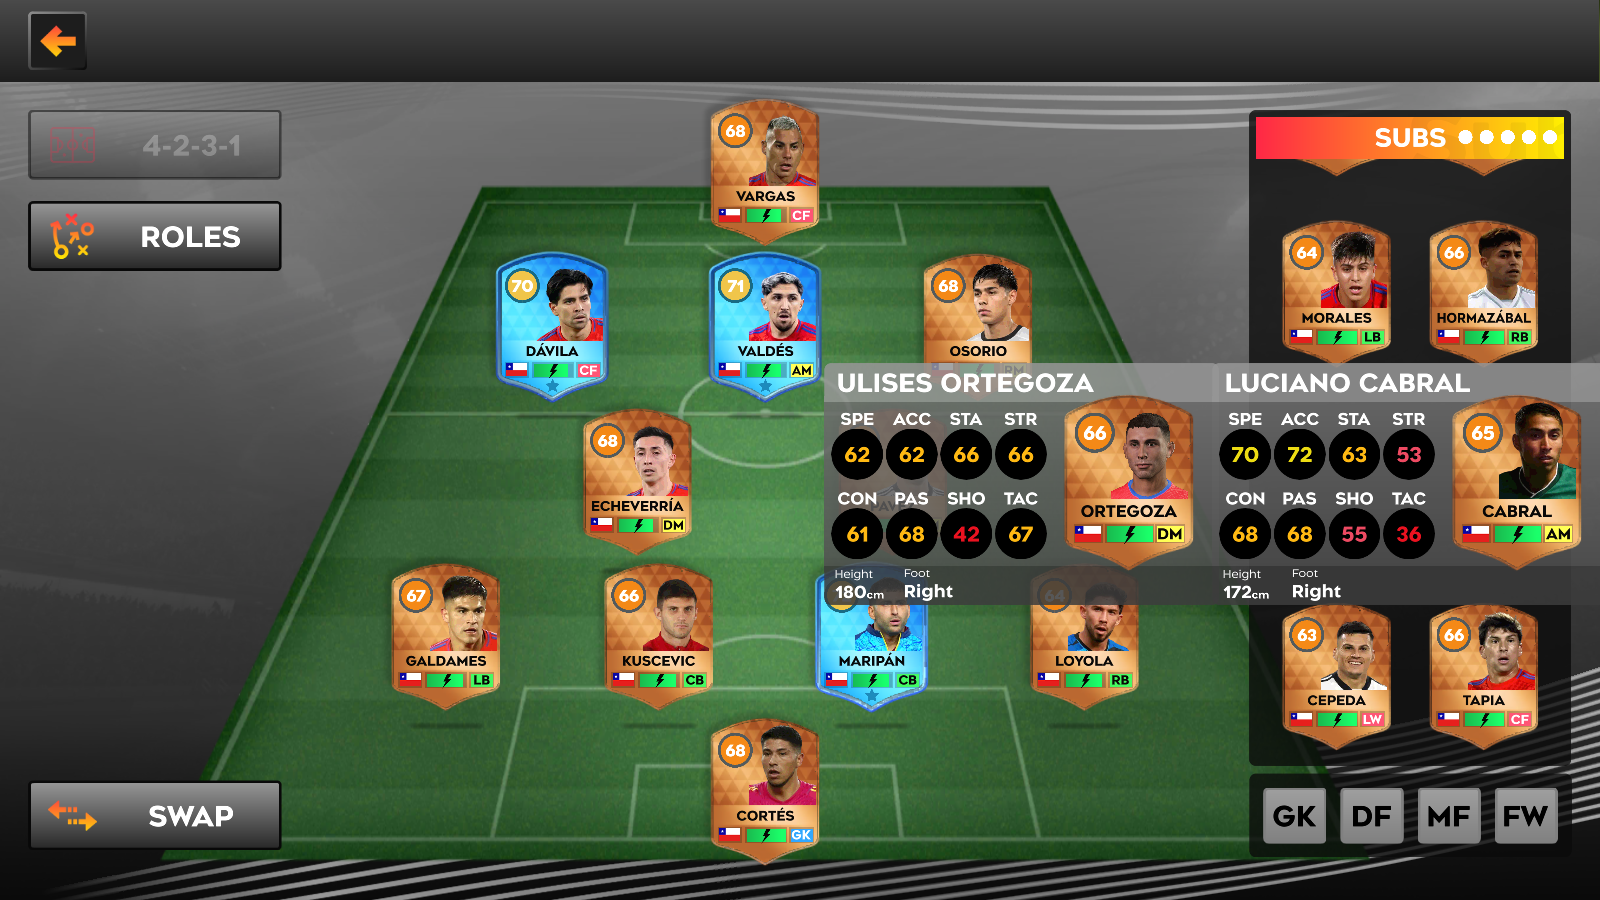 4-2-3-1
ROLES
SWAP
68
VARGAS
CF
70
DÁVILA
CF
71
VALDÉS
AM
68
OSORIO
RM
68
ECHEVERRÍA
DM
67
GALDAMES
LB
66
KUSCEVIC
CB
MARIPÁN
CB
64
LOYOLA
RB
68
CORTÉS
GK
ULISES ORTEGOZA
SPE ACC STA STR
62 62 66 66
CON PAS SHO TAC
61 68 42 67
Height Foot
180cm Right
66
ORTEGOZA
DM
LUCIANO CABRAL
SPE ACC STA STR
70 72 63 53
CON PAS SHO TAC
68 68 55 36
Height Foot
172cm Right
65
CABRAL
AM
SUBS
64
MORALES
LB
66
HORMAZÁBAL
RB
63
CEPEDA
LW
66
TAPIA
CF
GK DF MF FW